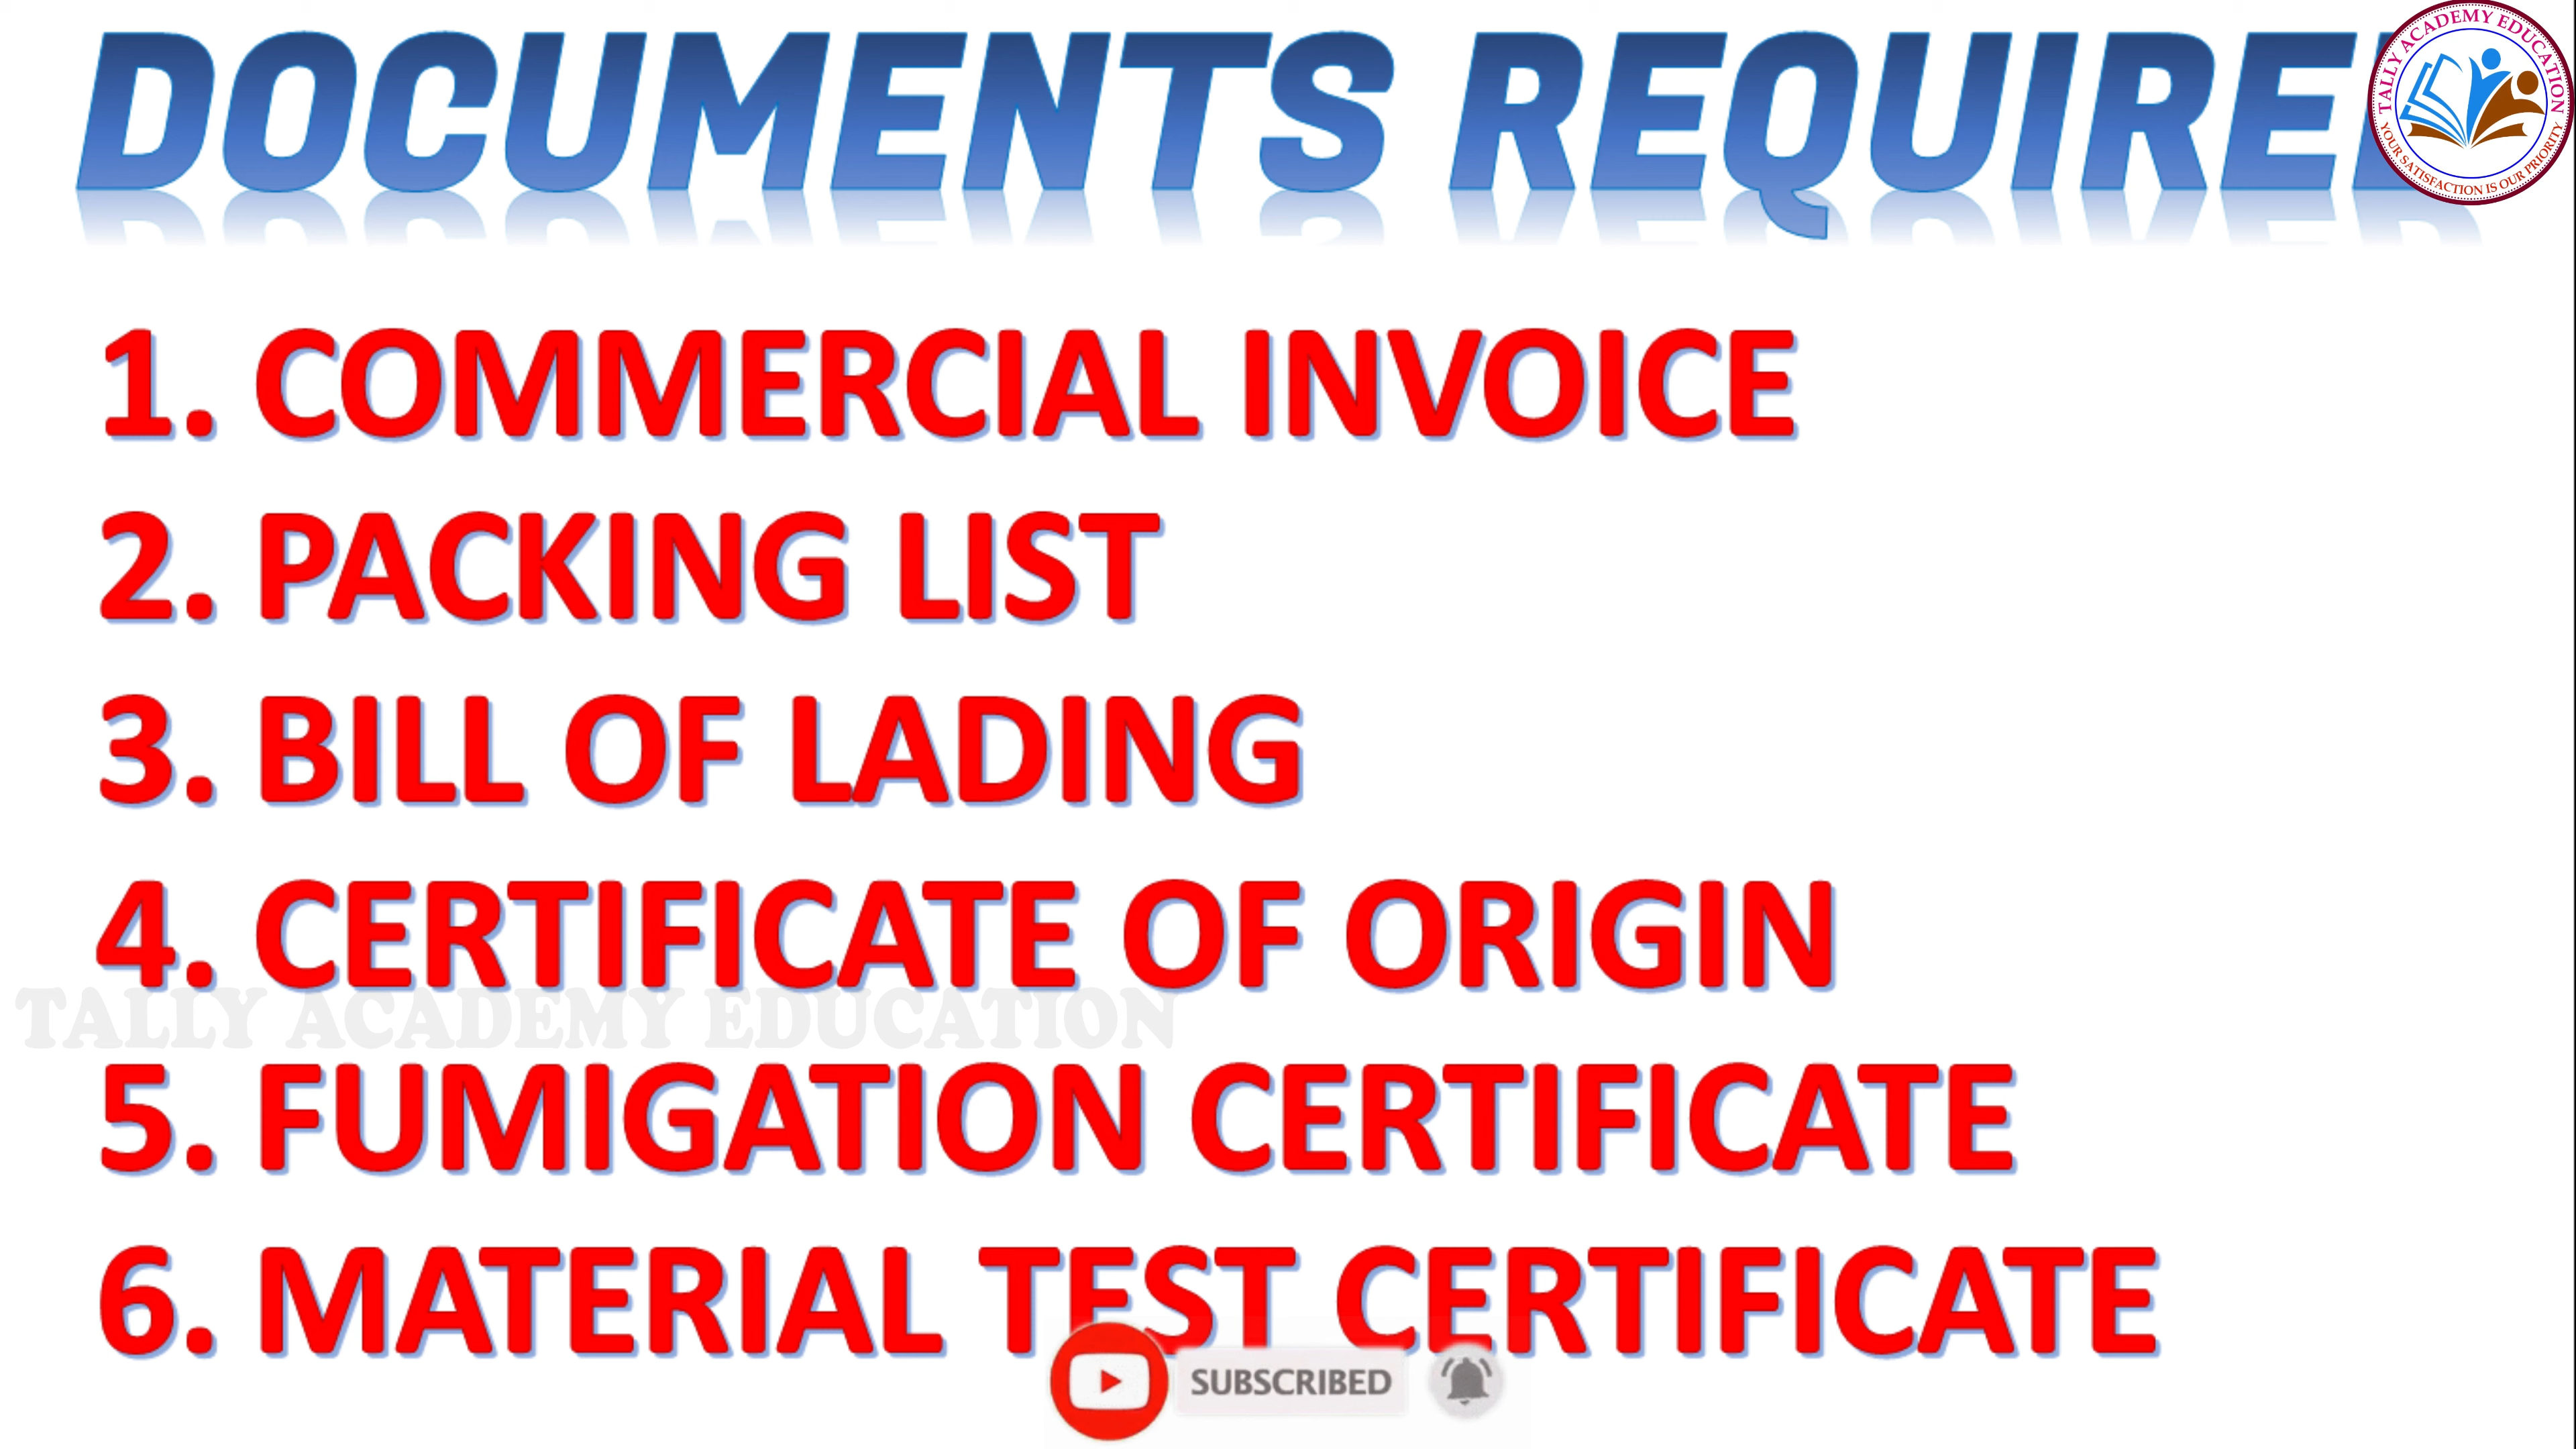 DOCUMENTS REQUIRE
TALLY ACADEMY EDUCATION
YOUR SATISFACTION IS OUR PRIORITY
1. COMMERCIAL INVOICE
2. PACKING LIST
3. BILL OF LADING
4. CERTIFICATE OF ORIGIN
TALLY ACADEMY EDUCATION
5. FUMIGATION CERTIFICATE
6. MATERIAL TEST CERTIFICATE
SUBSCRIBED